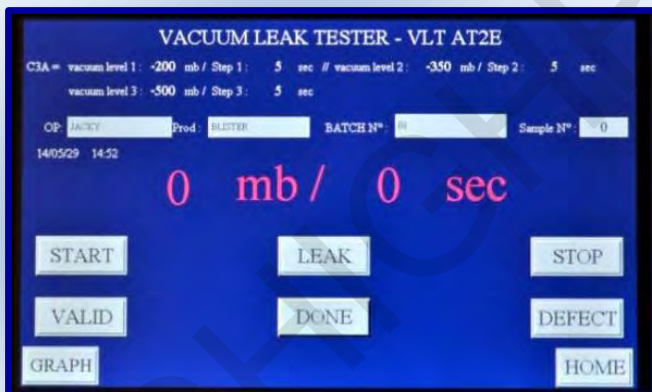 VACUUM LEAK TESTER - VLT AT2E
C3A = vacuum level 1 : -200 mb / Step 1 : 5 sec // vacuum level 2 : -350 mb / Step 2 : 5 sec
vacuum level 3 : -500 mb / Step 3 : 5 sec
OP: JACKY Prod : BLISTER BATCH N° : Sample N° : 0
14/05/29 14:52
0 mb / 0 sec
START LEAK STOP
VALID DONE DEFECT
GRAPH HOME